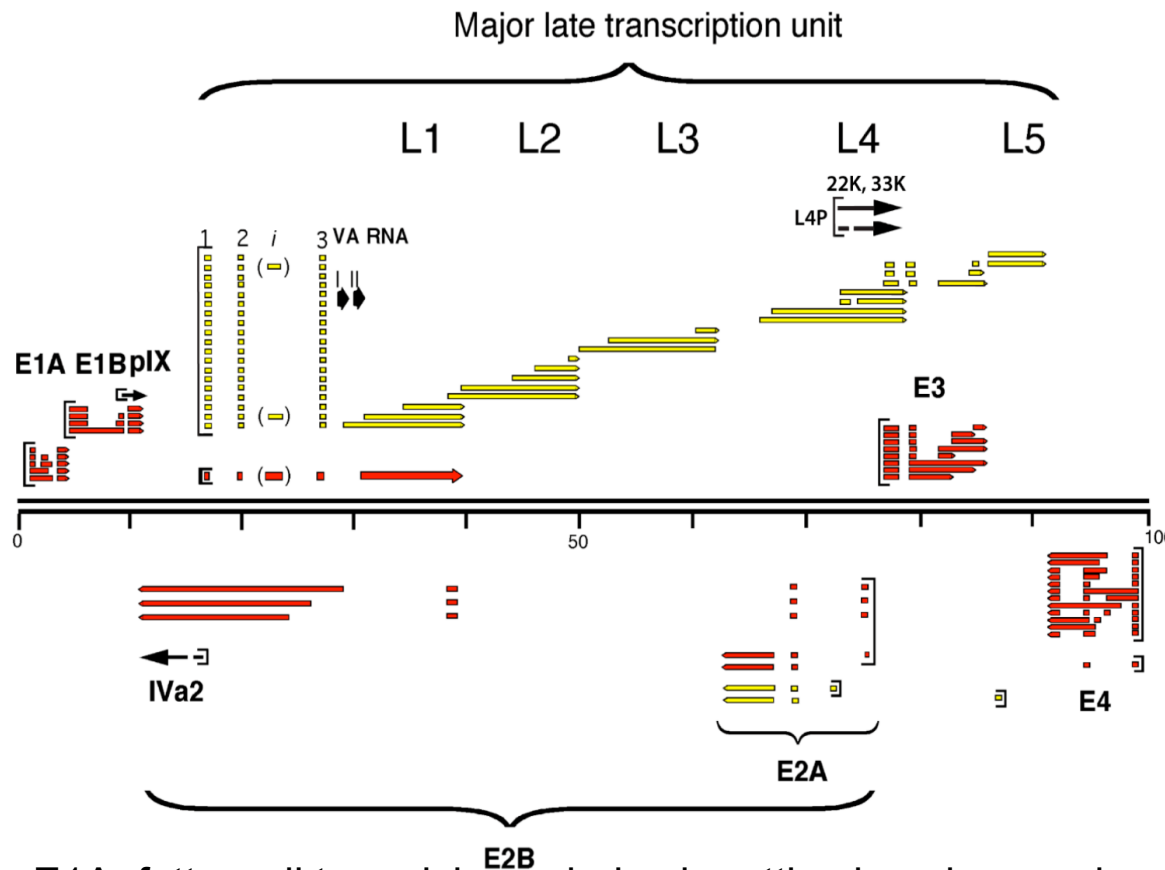 Major late transcription unit
L1 L2 L3 L4 L5
22K, 33K
L4P
1 2 i 3 VA RNA
I II
E1A E1B pIX
E3
0 50 100
IVa2
E4
E2A
E2B